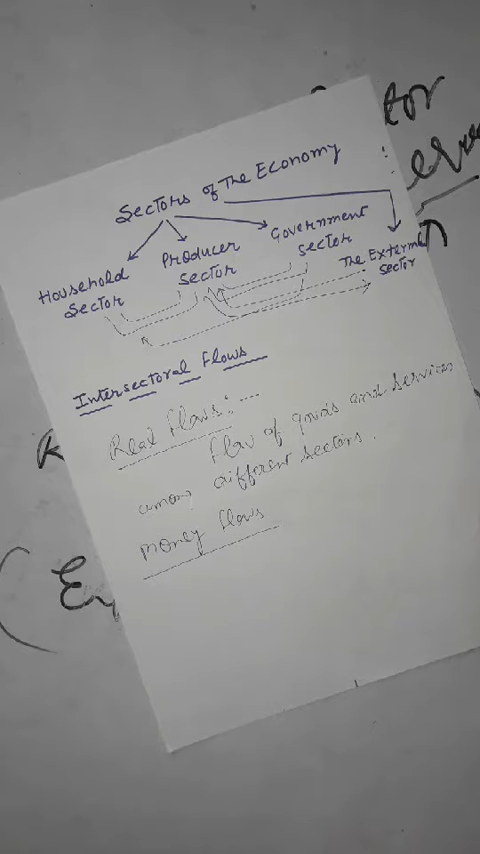 Sectors of The Economy
Household
Sector
Producer
Sector
Government
Sector
The External
Sector
Intersectoral Flows
Real Flows:....
Flow of goods and services
among different sectors.
Money Flows